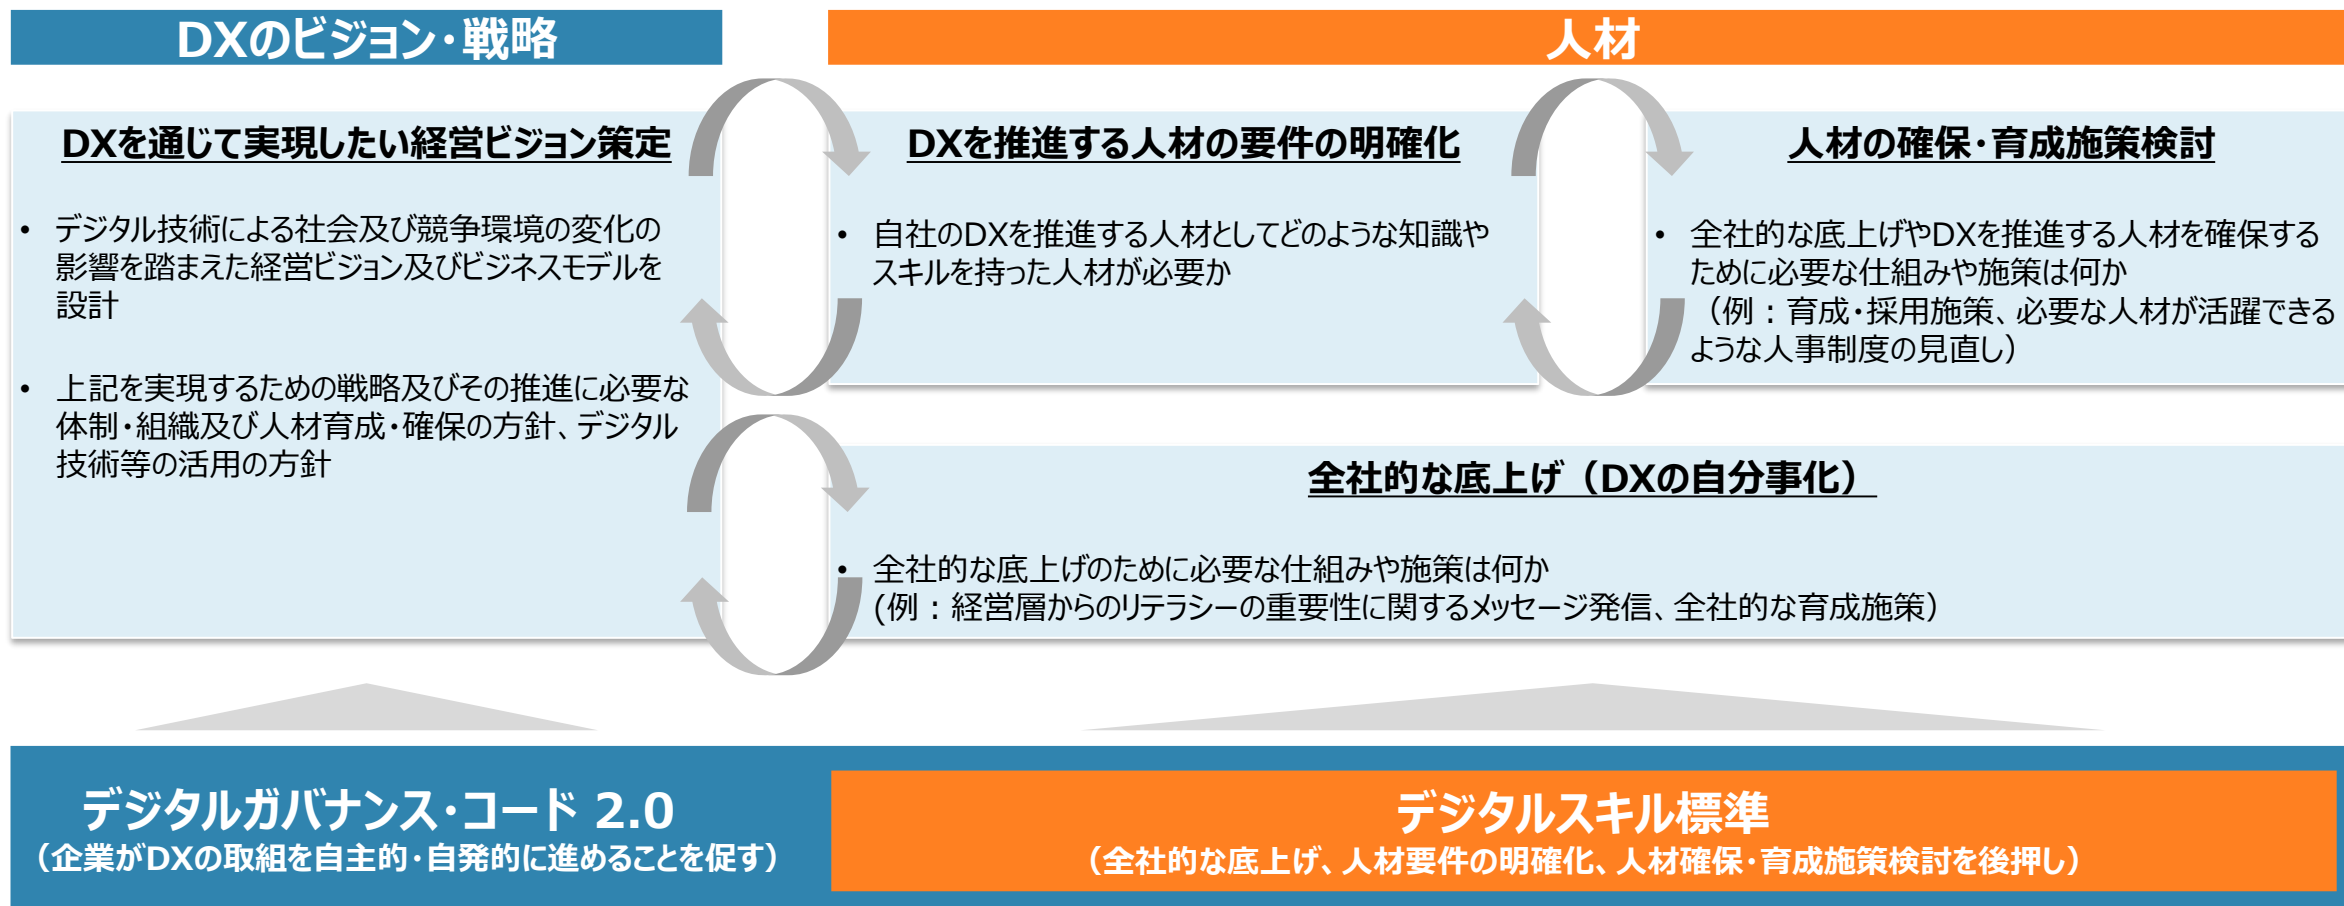 DXのビジョン・戦略
人材
DXを通じて実現したい経営ビジョン策定
• デジタル技術による社会及び競争環境の変化の
影響を踏まえた経営ビジョン及びビジネスモデルを
設計
• 上記を実現するための戦略及びその推進に必要な
体制・組織及び人材育成・確保の方針、デジタル
技術等の活用の方針
DXを推進する人材の要件の明確化
• 自社のDXを推進する人材としてどのような知識や
スキルを持った人材が必要か
人材の確保・育成施策検討
• 全社的な底上げやDXを推進する人材を確保する
ために必要な仕組みや施策は何か
（例：育成・採用施策、必要な人材が活躍できる
ような人事制度の見直し）
全社的な底上げ（DXの自分事化）
• 全社的な底上げのために必要な仕組みや施策は何か
(例：経営層からのリテラシーの重要性に関するメッセージ発信、全社的な育成施策）
デジタルガバナンス・コード 2.0
（企業がDXの取組を自主的・自発的に進めることを促す）
デジタルスキル標準
（全社的な底上げ、人材要件の明確化、人材確保・育成施策検討を後押し）